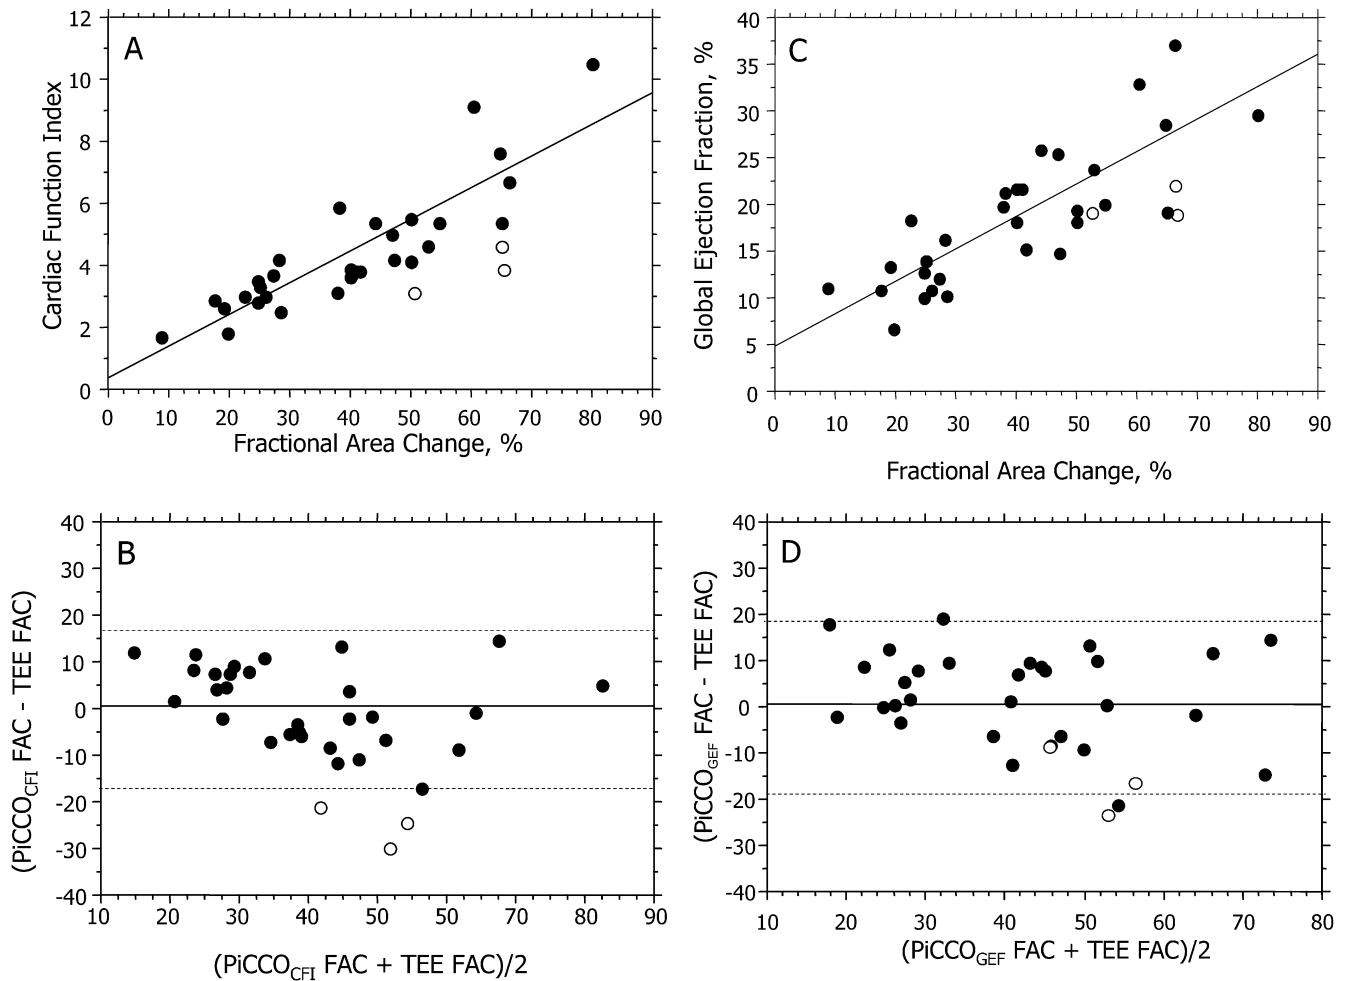 A
Cardiac Function Index
12
10
8
6
4
2
0
0 10 20 30 40 50 60 70 80 90
Fractional Area Change, %
C
Global Ejection Fraction, %
40
35
30
25
20
15
10
5
0
0 10 20 30 40 50 60 70 80 90
Fractional Area Change, %
B
(PiCCOCFI FAC - TEE FAC)
40
30
20
10
0
-10
-20
-30
-40
10 20 30 40 50 60 70 80 90
(PiCCOCFI FAC + TEE FAC)/2
D
(PiCCOGEF FAC - TEE FAC)
40
30
20
10
0
-10
-20
-30
-40
10 20 30 40 50 60 70 80
(PiCCOGEF FAC + TEE FAC)/2